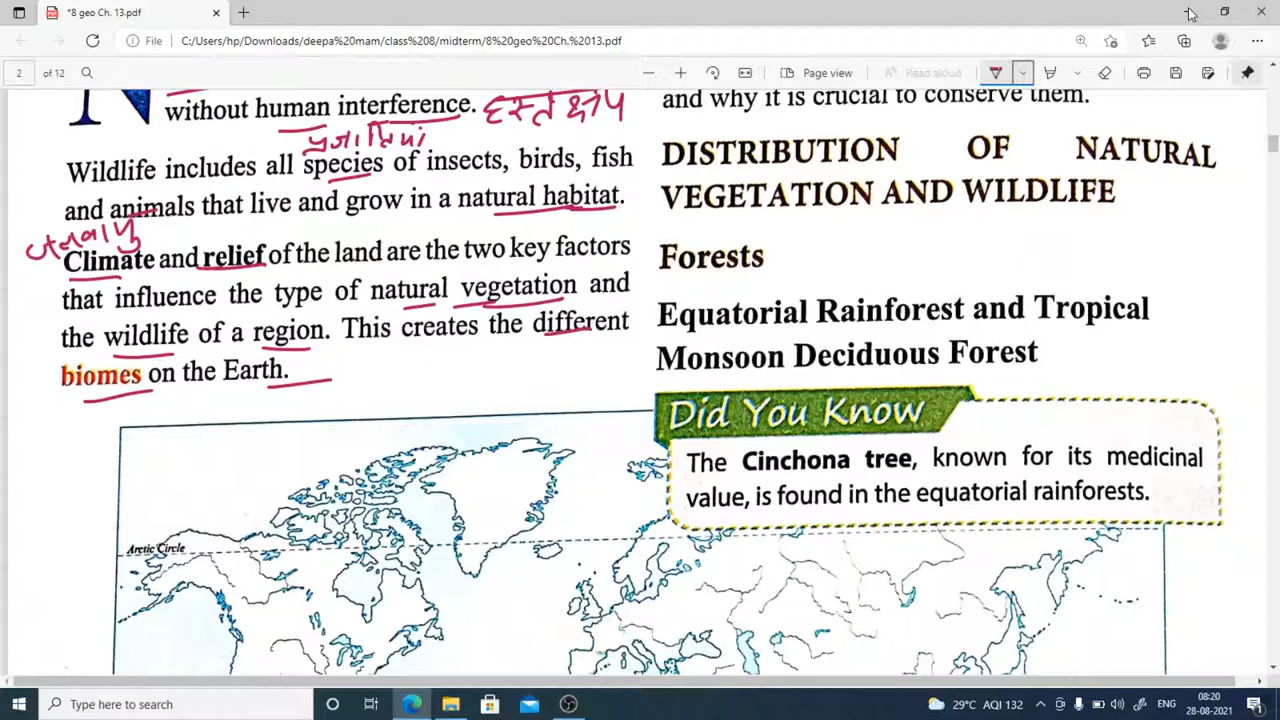 *8 geo Ch. 13.pdf
File
C:/Users/hp/Downloads/deepa%20mam/class%208/midterm/8%20geo%20Ch.%2013.pdf
2 of 12
Page view
Read aloud
without human interference. हस्तक्षेप
प्रजातियां
Wildlife includes all species of insects, birds, fish
and animals that live and grow in a natural habitat.
जलवायु
Climate and relief of the land are the two key factors
that influence the type of natural vegetation and
the wildlife of a region. This creates the different
biomes on the Earth.
and why it is crucial to conserve them.
DISTRIBUTION OF NATURAL
VEGETATION AND WILDLIFE
Forests
Equatorial Rainforest and Tropical
Monsoon Deciduous Forest
Did You Know
The Cinchona tree, known for its medicinal
value, is found in the equatorial rainforests.
Arctic Circle
Type here to search
29°C AQI 132
ENG
08:20
28-08-2021